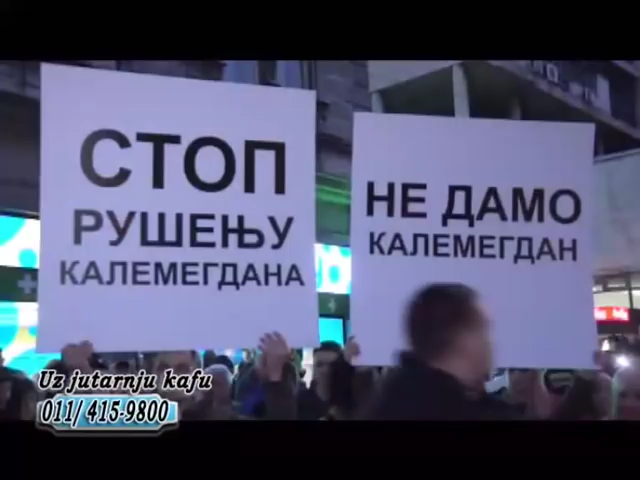 СТОП
РУШЕЊУ
КАЛЕМЕГДАНА
НЕ ДАМО
КАЛЕМЕГДАН
Uz jutarnju kafu
011/ 415-9800